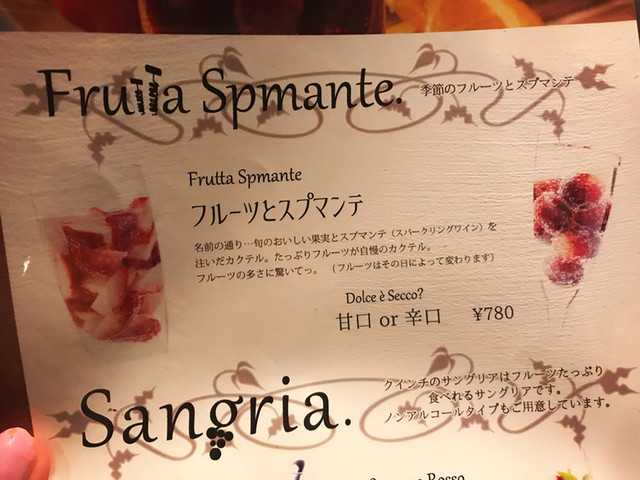 Frutta Spmante.
季節のフルーツとスプマンテ
Frutta Spmante
フルーツとスプマンテ
名前の通り…旬のおいしい果実とスプマンテ（スパークリングワイン）を
注いだカクテル。たっぷりフルーツが自慢のカクテル。
フルーツの多さに驚いてっ。（フルーツはその日によって変わります）
Dolce è Secco?
甘口 or 辛口 ¥780
Sangria.
クインチのサングリアはフルーツたっぷり
食べれるサングリアです。
ノンアルコールタイプもご用意しています。
Rosso